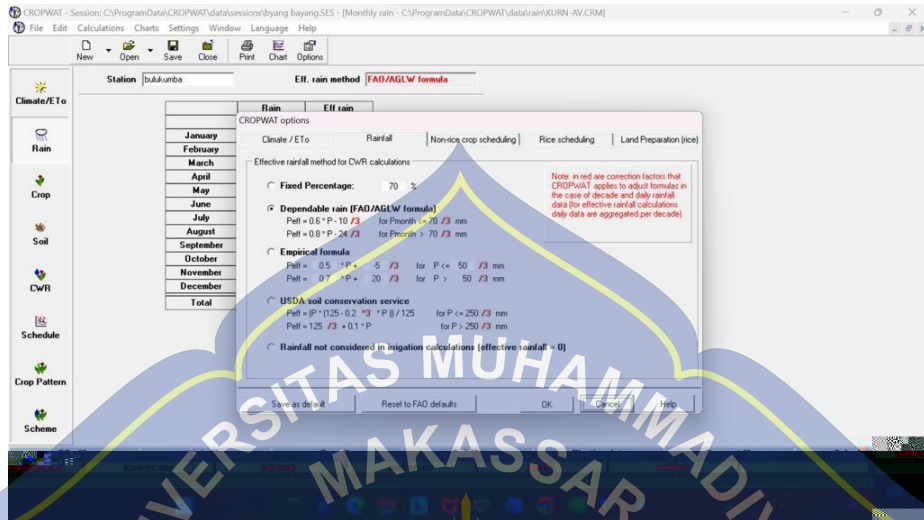 CROPWAT - Session: C:\ProgramData\CROPWAT\data\sessions\byang bayang.SES - [Monthly rain - C:\ProgramData\CROPWAT\data\rain\KURN-AV.CRM]
File Edit Calculations Charts Settings Window Language Help
New Open Save Close Print Chart Options
Station bulukumba Eff. rain method FAO/AGLW formula
Climate/ETo
Rain
Crop
Soil
CWR
Schedule
Crop Pattern
Scheme
Rain Eff rain
January
February
March
April
May
June
July
August
September
October
November
December
Total
CROPWAT options
Climate / ETo Rainfall Non-rice crop scheduling Rice scheduling Land Preparation (rice)
Effective rainfall method for CWR calculations
Fixed Percentage: 70 %
Dependable rain (FAO/AGLW formula)
Peff = 0.6 * P - 10 /3 for Pmonth <= 70 /3 mm
Peff = 0.8 * P - 24 /3 for Pmonth > 70 /3 mm
Empirical formula
Peff = 0.5 * P + -5 /3 for P <= 50 /3 mm
Peff = 0.7 * P + 20 /3 for P > 50 /3 mm
USDA soil conservation service
Peff = (P * (125 - 0.2 *3 * P )) / 125 for P <= 250 /3 mm
Peff = 125 /3 + 0.1 * P for P > 250 /3 mm
Rainfall not considered in irrigation calculations (effective rainfall = 0)
Note: in red are correction factors that
CROPWAT applies to adjust formulas in
the case of decade and daily rainfall
data (for effective rainfall calculations
daily data are aggregated per decade)
Save as default Reset to FAO defaults OK Cancel Help
UNIVERSITAS MUHAMMADIY
MAKASSAR